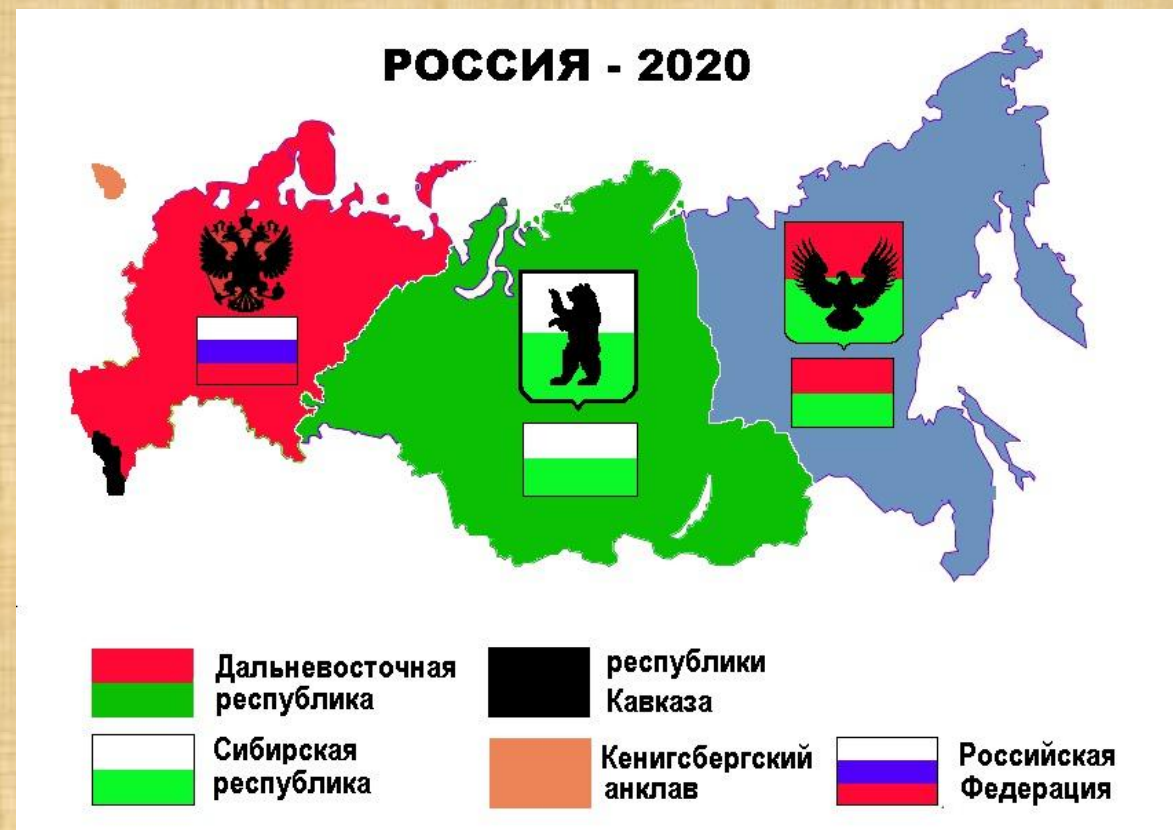 РОССИЯ - 2020
Дальневосточная
республика
республики
Кавказа
Сибирская
республика
Кенигсбергский
анклав
Российская
Федерация